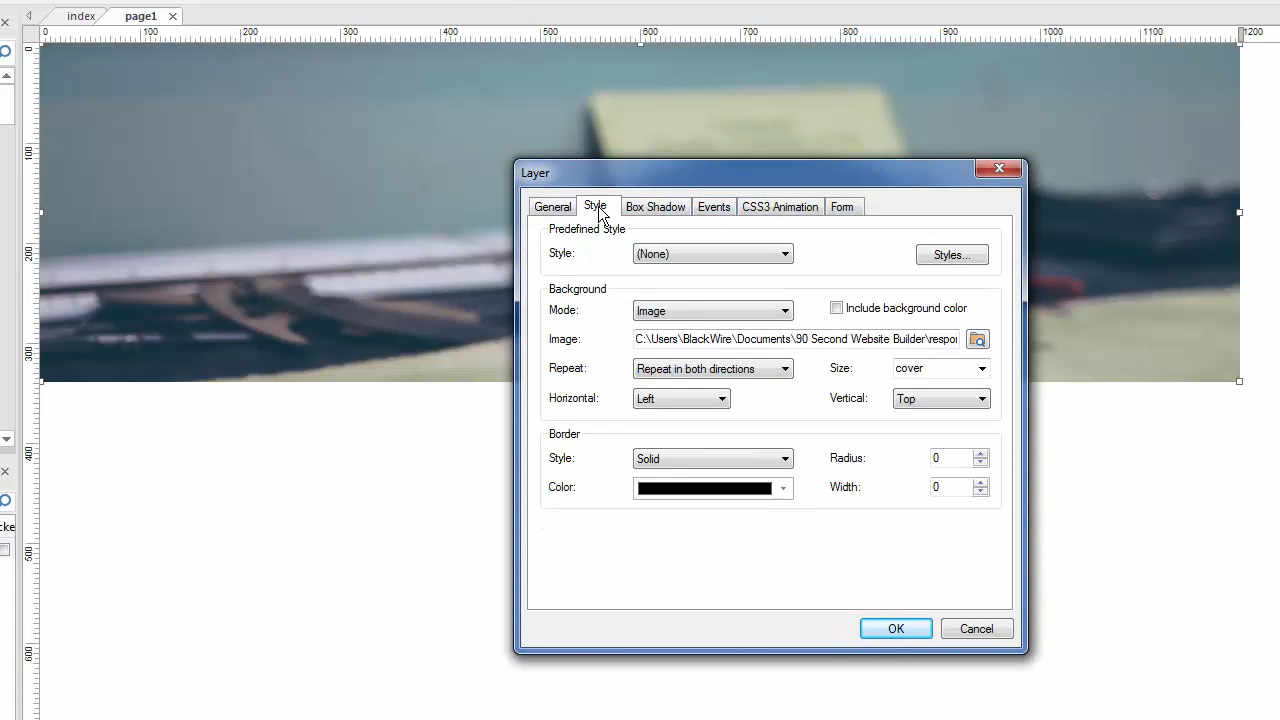 index page1
0 100 200 300 400 500 600 700 800 900 1000 1100 1200
0
100
200
300
400
500
600
cke
Layer
General Style Box Shadow Events CSS3 Animation Form
Predefined Style
Style: (None) Styles...
Background
Mode: Image Include background color
Image: C:\Users\BlackWire\Documents\90 Second Website Builder\respor
Repeat: Repeat in both directions Size: cover
Horizontal: Left Vertical: Top
Border
Style: Solid Radius: 0
Color: Width: 0
OK Cancel